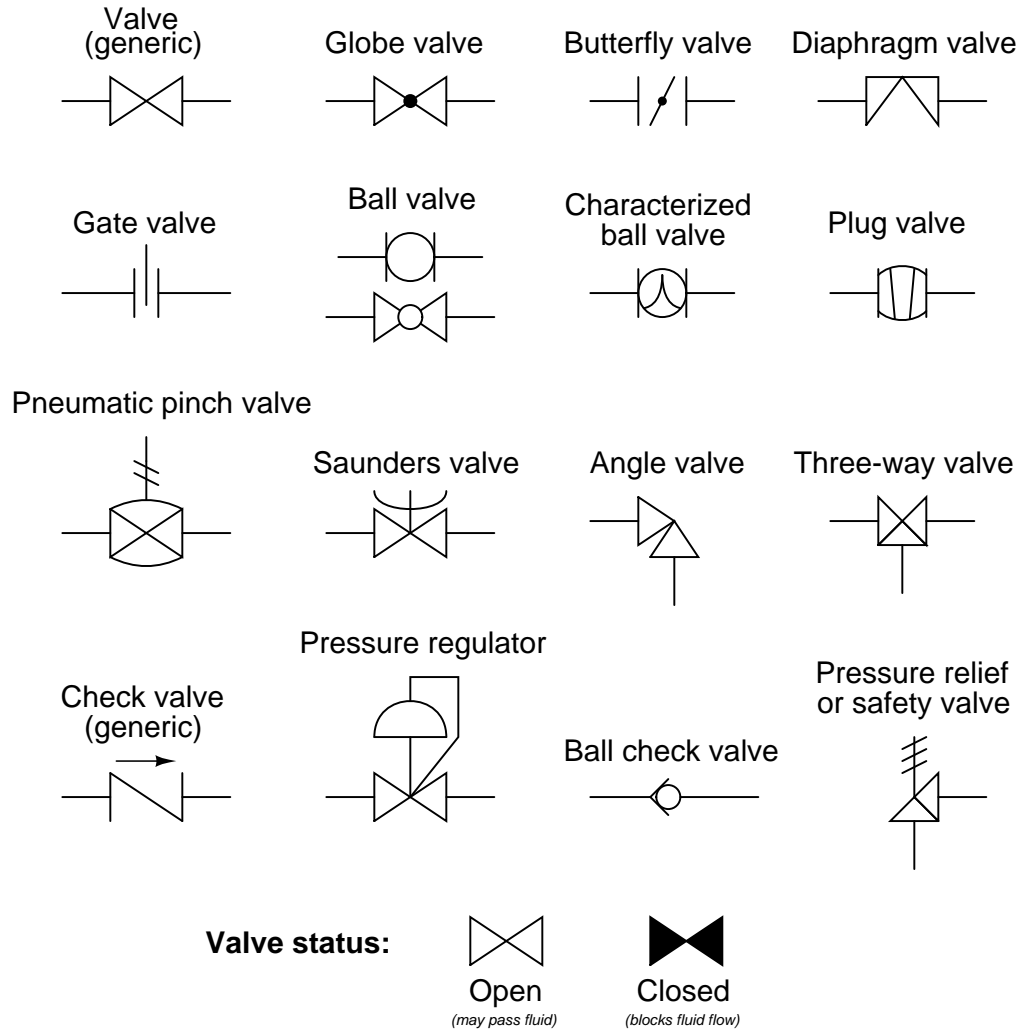 Valve
(generic)
Globe valve
Butterfly valve
Diaphragm valve
Gate valve
Ball valve
Characterized
ball valve
Plug valve
Pneumatic pinch valve
Saunders valve
Angle valve
Three-way valve
Check valve
(generic)
Pressure regulator
Ball check valve
Pressure relief
or safety valve
Valve status:
Open
(may pass fluid)
Closed
(blocks fluid flow)